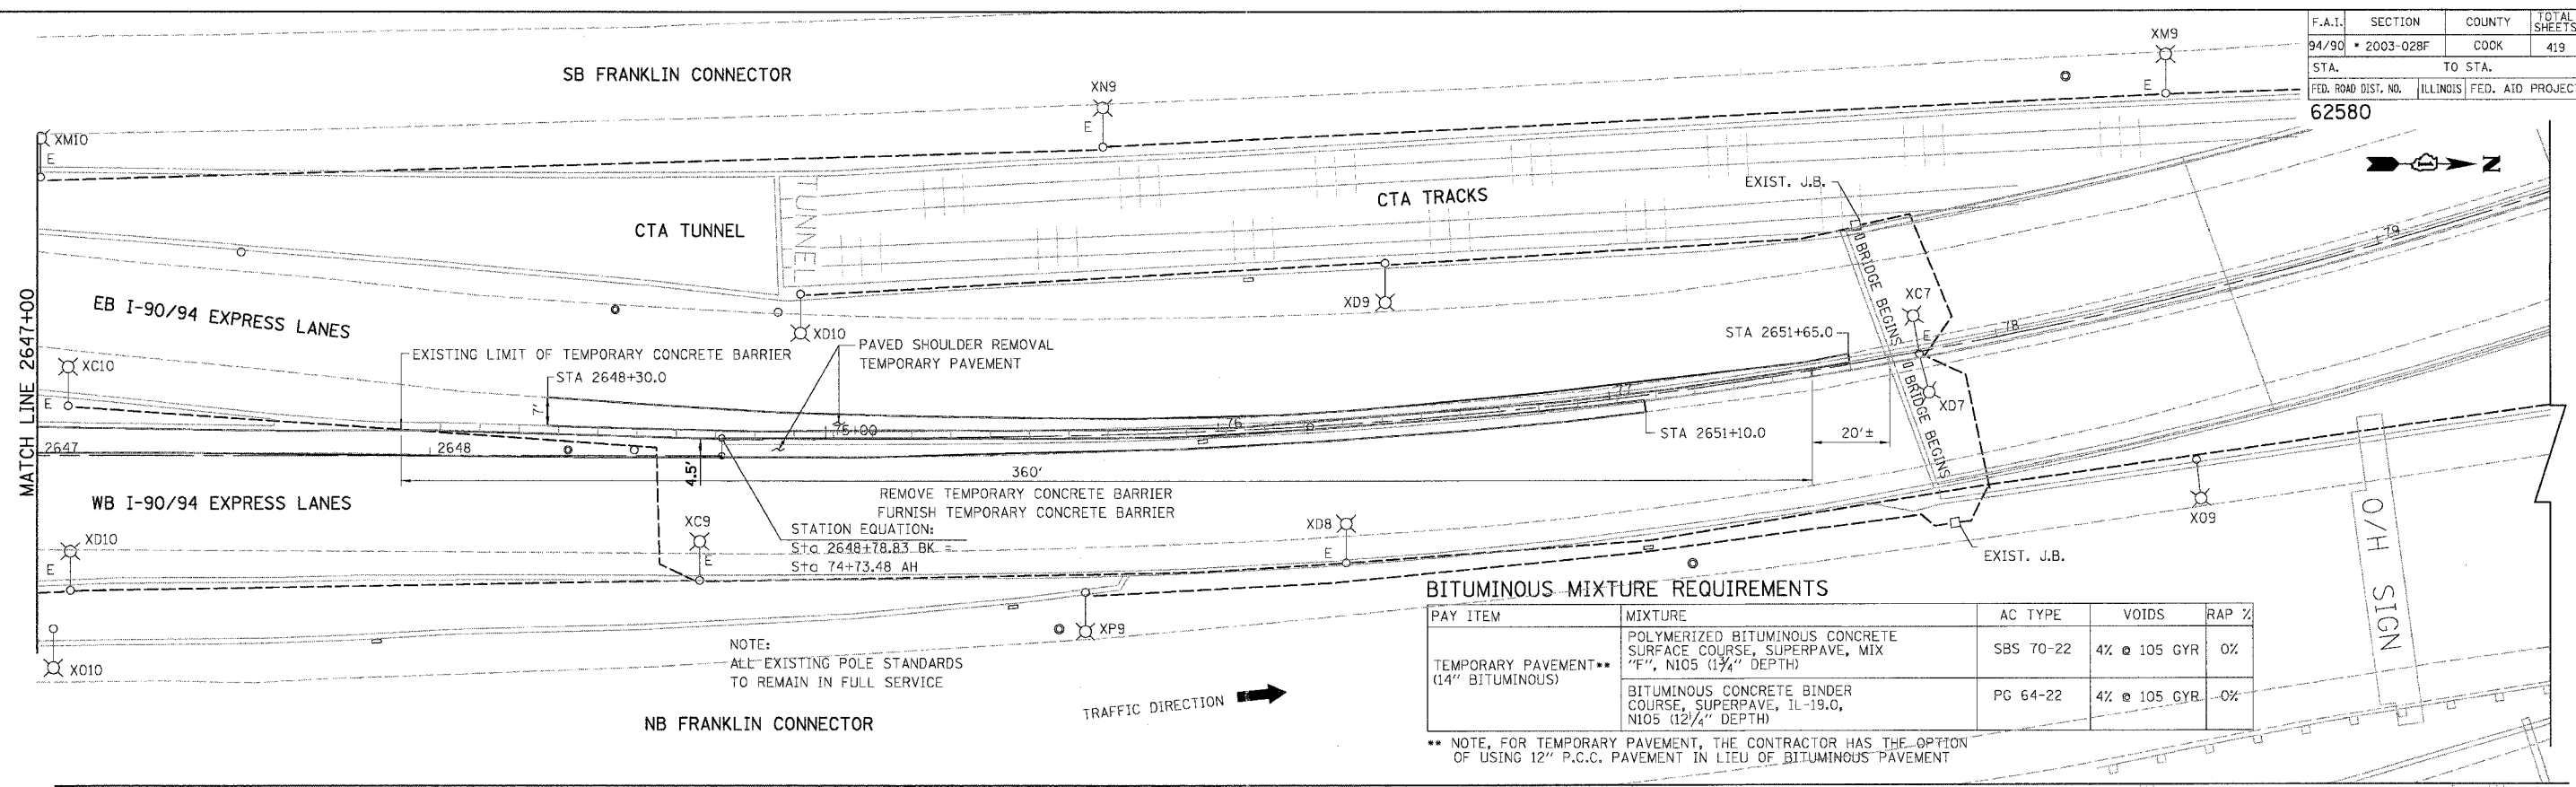 F.A.I. SECTION COUNTY TOTAL SHEETS
94/90 * 2003-028F COOK 419
STA. TO STA.
FED. ROAD DIST. NO. ILLINOIS FED. AID PROJECT
62580
N
XM9
SB FRANKLIN CONNECTOR
XN9
E
E
XM10
E
EXIST. J.B.
CTA TRACKS
TUNNEL
CTA TUNNEL
79
BRIDGE BEGINS
XC7
E
XD9
78
EB I-90/94 EXPRESS LANES
XD10
STA 2651+65.0
PAVED SHOULDER REMOVAL
TEMPORARY PAVEMENT
EXISTING LIMIT OF TEMPORARY CONCRETE BARRIER
MATCH LINE 2647+00
XC10
E
STA 2648+30.0
7'
77
XD7
BRIDGE BEGINS
76
75+00
STA 2651+10.0
20'±
2647
2648
4.5'
360'
REMOVE TEMPORARY CONCRETE BARRIER
FURNISH TEMPORARY CONCRETE BARRIER
WB I-90/94 EXPRESS LANES
STATION EQUATION:
Sta 2648+78.83 BK =
Sta 74+73.48 AH
XC9
E
XD8
E
XO9
O/H SIGN
XD10
E
EXIST. J.B.
XO10
XP9
NOTE:
ALL EXISTING POLE STANDARDS
TO REMAIN IN FULL SERVICE
TRAFFIC DIRECTION
NB FRANKLIN CONNECTOR
BITUMINOUS MIXTURE REQUIREMENTS
PAY ITEM MIXTURE AC TYPE VOIDS RAP %
TEMPORARY PAVEMENT**
(14" BITUMINOUS)
POLYMERIZED BITUMINOUS CONCRETE
SURFACE COURSE, SUPERPAVE, MIX
"F", N105 (1¾" DEPTH)
SBS 70-22 4% @ 105 GYR 0%
BITUMINOUS CONCRETE BINDER
COURSE, SUPERPAVE, IL-19.0,
N105 (12¼" DEPTH)
PG 64-22 4% @ 105 GYR 0%
** NOTE, FOR TEMPORARY PAVEMENT, THE CONTRACTOR HAS THE OPTION
OF USING 12" P.C.C. PAVEMENT IN LIEU OF BITUMINOUS PAVEMENT